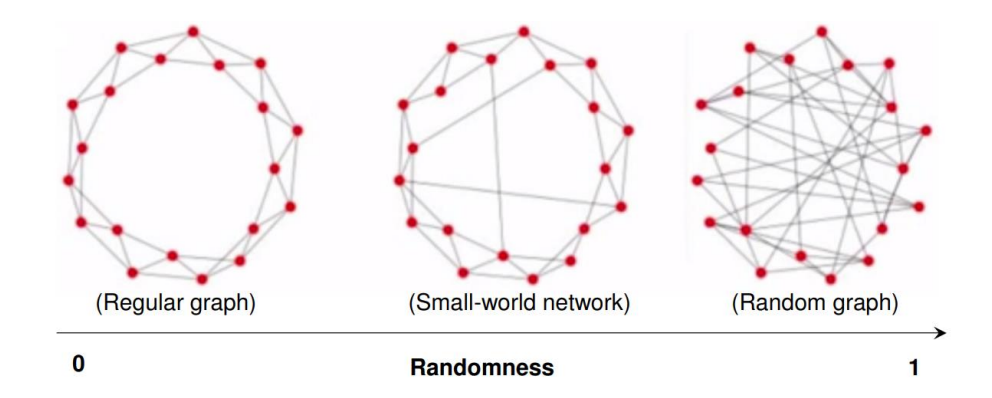 (Regular graph) (Small-world network) (Random graph)
0 Randomness 1